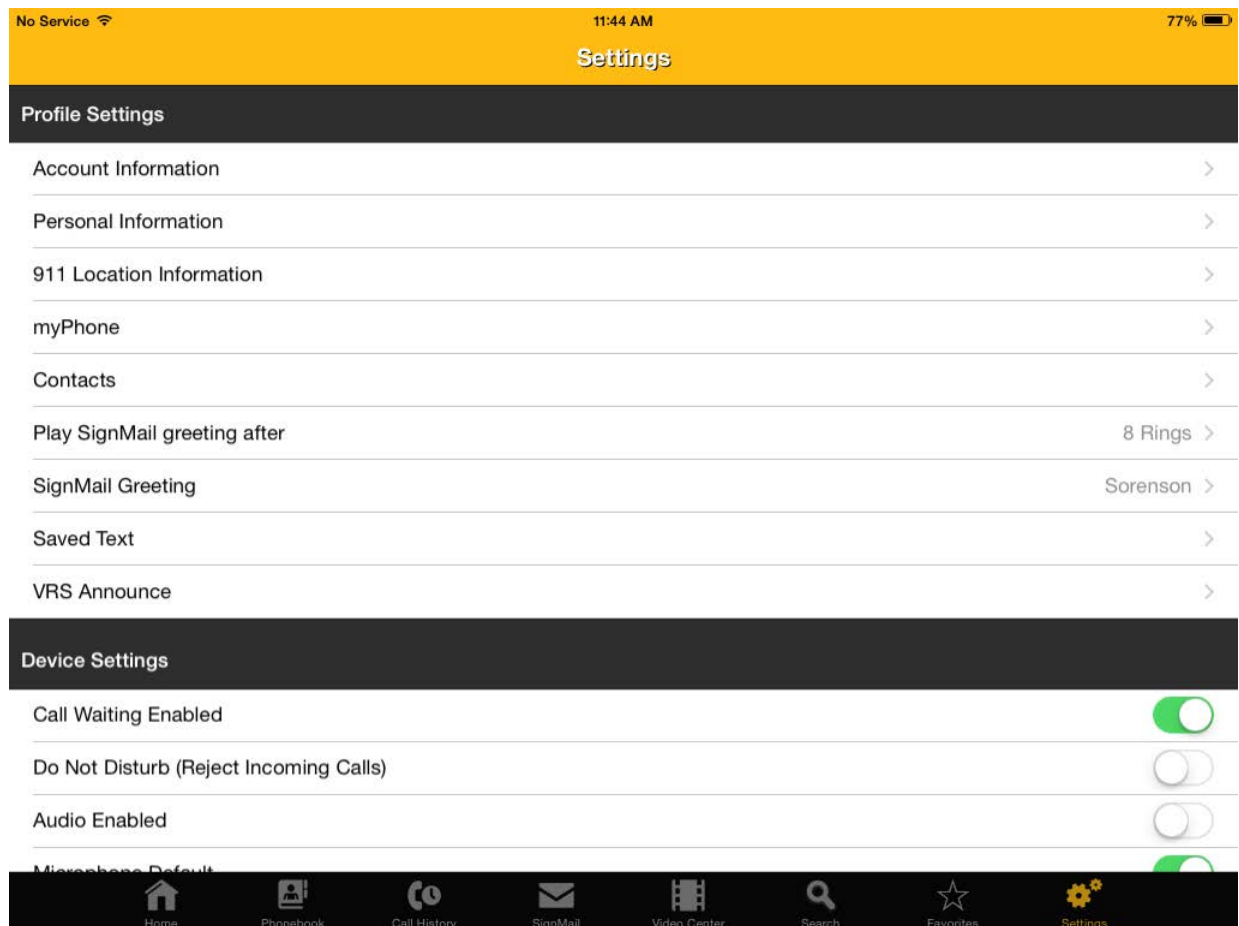 No Service 11:44 AM 77%
Settings
Profile Settings
Account Information
Personal Information
911 Location Information
myPhone
Contacts
Play SignMail greeting after 8 Rings
SignMail Greeting Sorenson
Saved Text
VRS Announce
Device Settings
Call Waiting Enabled
Do Not Disturb (Reject Incoming Calls)
Audio Enabled
Microphone Default
Home Phonebook Call History SignMail Video Center Search Favorites Settings